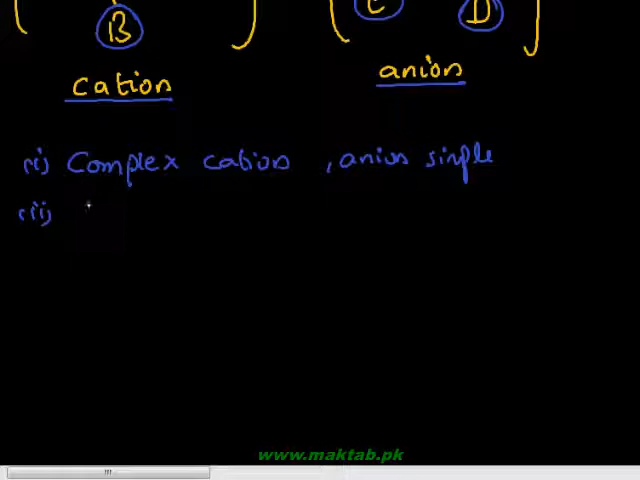 B C D
cation anion
(i) Complex cation , anion simple
(ii)
www.maktab.pk